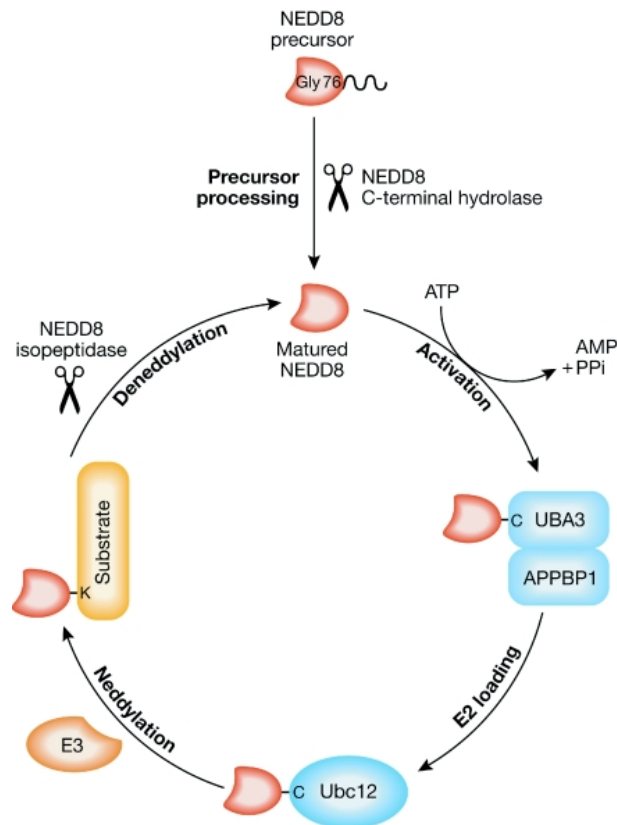 NEDD8
precursor
Gly 76
Precursor
processing
NEDD8
C-terminal hydrolase
ATP
NEDD8
isopeptidase
Deneddylation
Matured
NEDD8
Activation
AMP
+PPi
C
UBA3
APPBP1
Substrate
K
E2 loading
Neddylation
E3
C
Ubc12